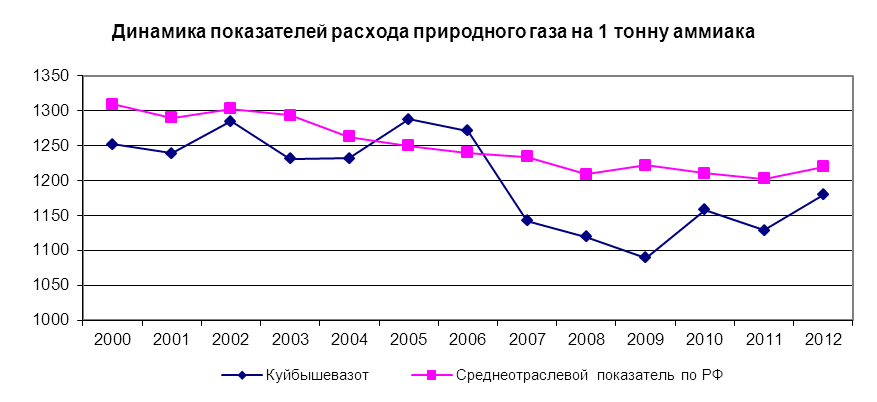 Динамика показателей расхода природного газа на 1 тонну аммиака
1350
1300
1250
1200
1150
1100
1050
1000
2000 2001 2002 2003 2004 2005 2006 2007 2008 2009 2010 2011 2012
Куйбышевазот Среднеотраслевой показатель по РФ